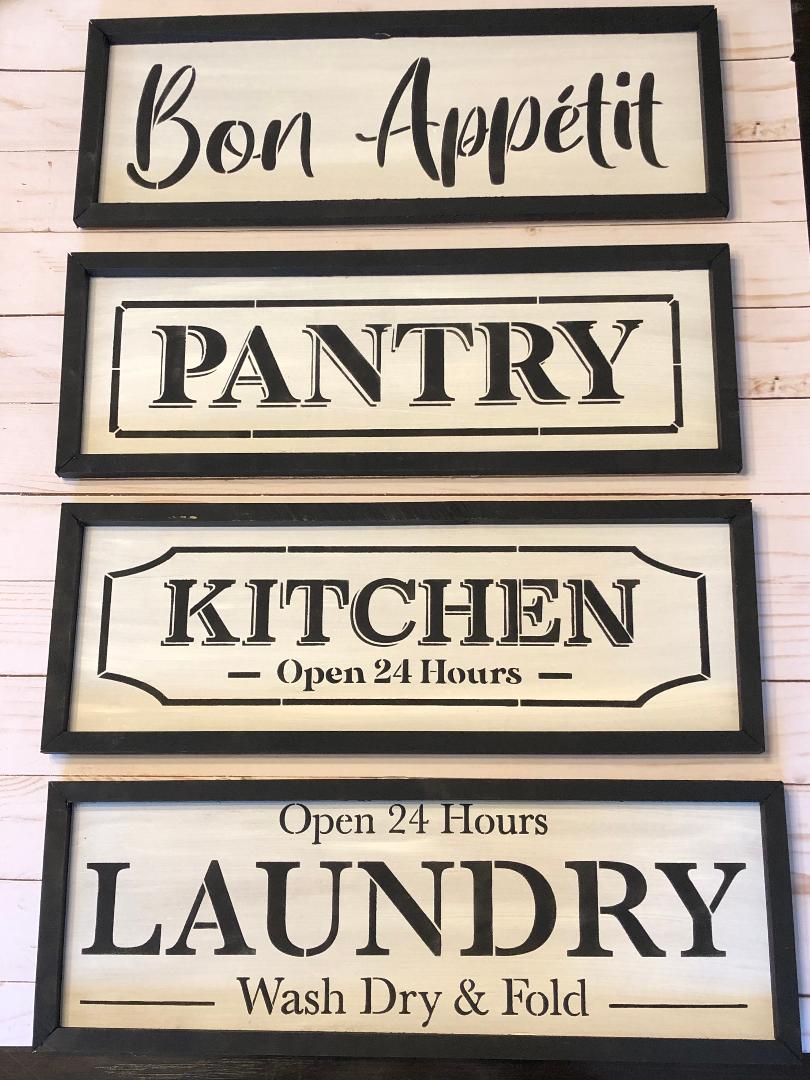 Bon Appétit
PANTRY
KITCHEN
— Open 24 Hours —
Open 24 Hours
LAUNDRY
Wash Dry & Fold